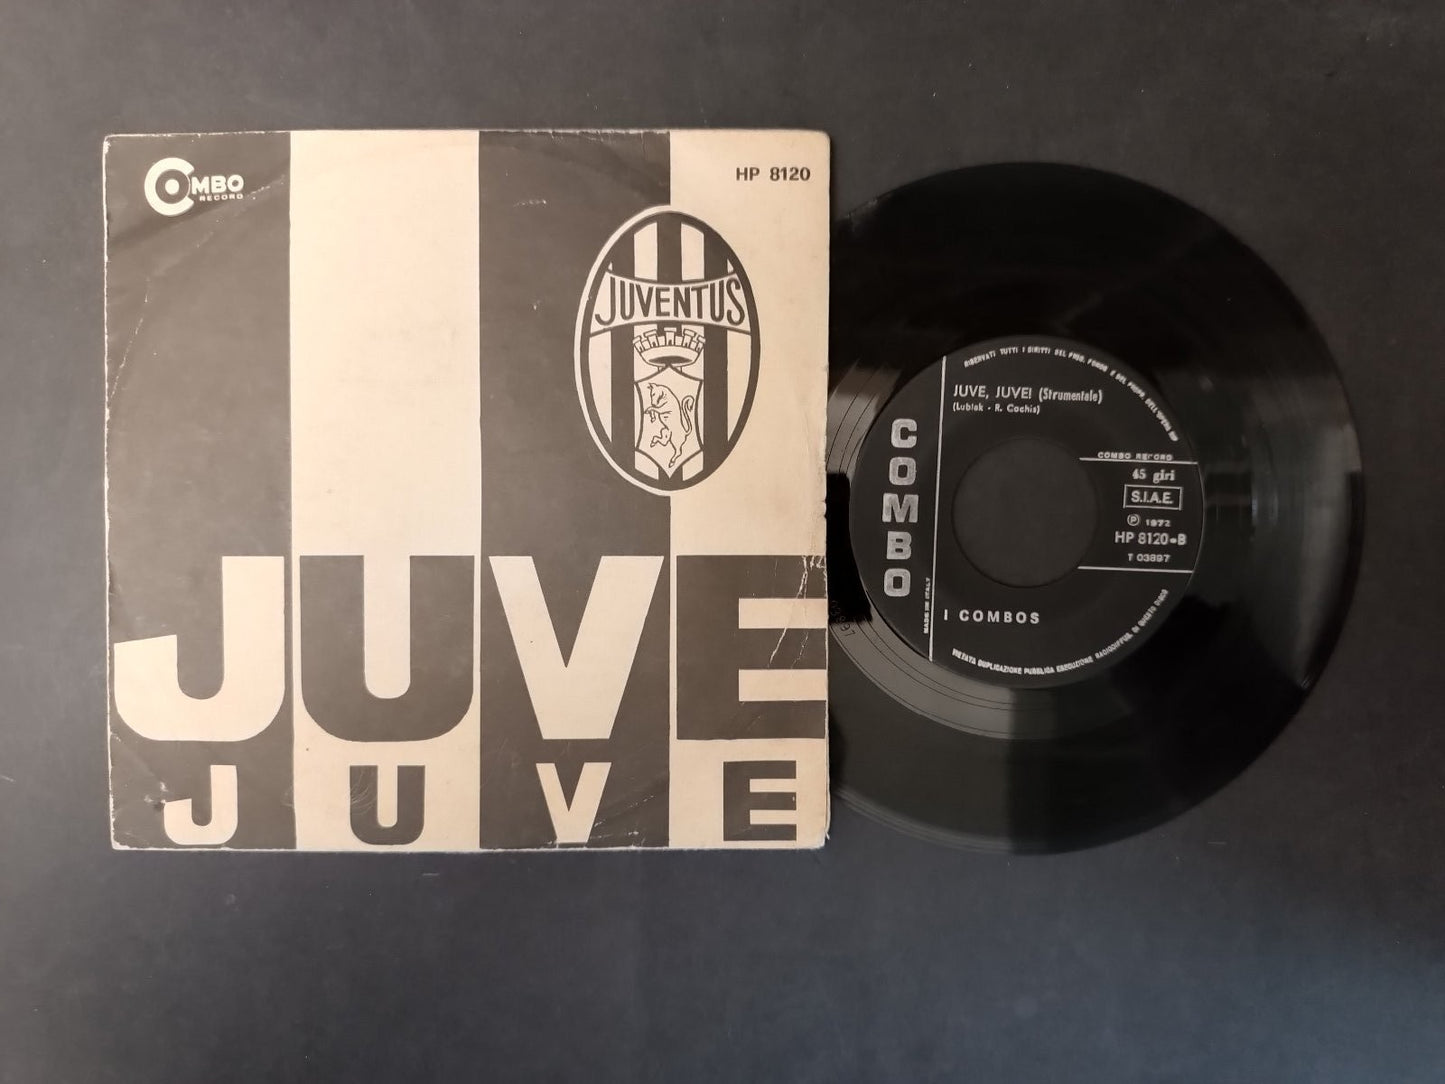 COMBO
RECORD
HP 8120
JUVENTUS
JUVE
JUVE
RISERVATI TUTTI I DIRITTI DEL PROD. FONOG. E DEL PROPR. DELL'OPERA
JUVE, JUVE! (Strumentale)
(Lublak - R. Cochis)
COMBO RECORD
45 giri
S.I.A.E.
Ⓟ 1972
HP 8120-B
T 03897
COMBO
MADE IN ITALY
I COMBOS
VIETATA DUPLICAZIONE PUBBLICA ESECUZIONE RADIODIFFUS. DI QUESTO DISCO